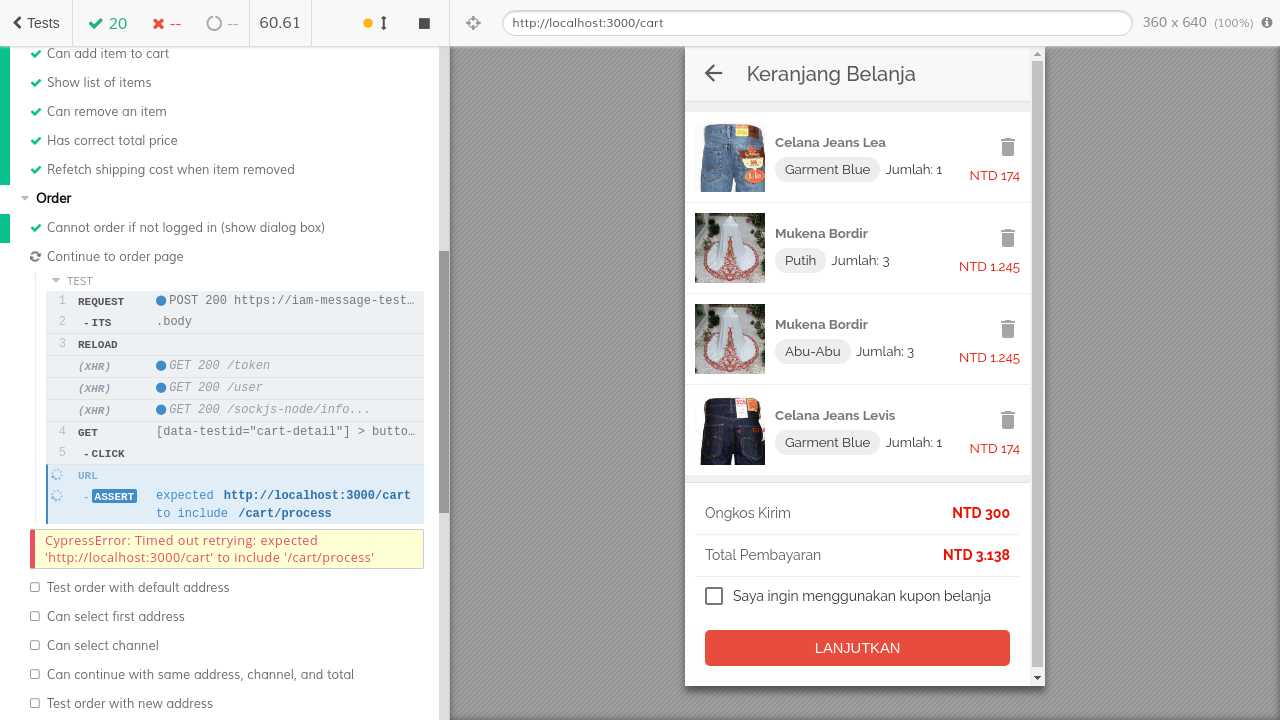 Tests
20
--
--
60.61
http://localhost:3000/cart
360 x 640 (100%)
Can add item to cart
Show list of items
Can remove an item
Has correct total price
Refetch shipping cost when item removed
Order
Cannot order if not logged in (show dialog box)
Continue to order page
TEST
1 REQUEST POST 200 https://iam-message-test…
2 - ITS .body
3 RELOAD
(XHR) GET 200 /token
(XHR) GET 200 /user
(XHR) GET 200 /sockjs-node/info...
4 GET [data-testid="cart-detail"] > butto…
5 - CLICK
URL
- ASSERT expected http://localhost:3000/cart
to include /cart/process
CypressError: Timed out retrying: expected
'http://localhost:3000/cart' to include '/cart/process'
Test order with default address
Can select first address
Can select channel
Can continue with same address, channel, and total
Test order with new address
Keranjang Belanja
Celana Jeans Lea
Garment Blue Jumlah: 1
NTD 174
Mukena Bordir
Putih Jumlah: 3
NTD 1.245
Mukena Bordir
Abu-Abu Jumlah: 3
NTD 1.245
Celana Jeans Levis
Garment Blue Jumlah: 1
NTD 174
Ongkos Kirim NTD 300
Total Pembayaran NTD 3.138
Saya ingin menggunakan kupon belanja
LANJUTKAN